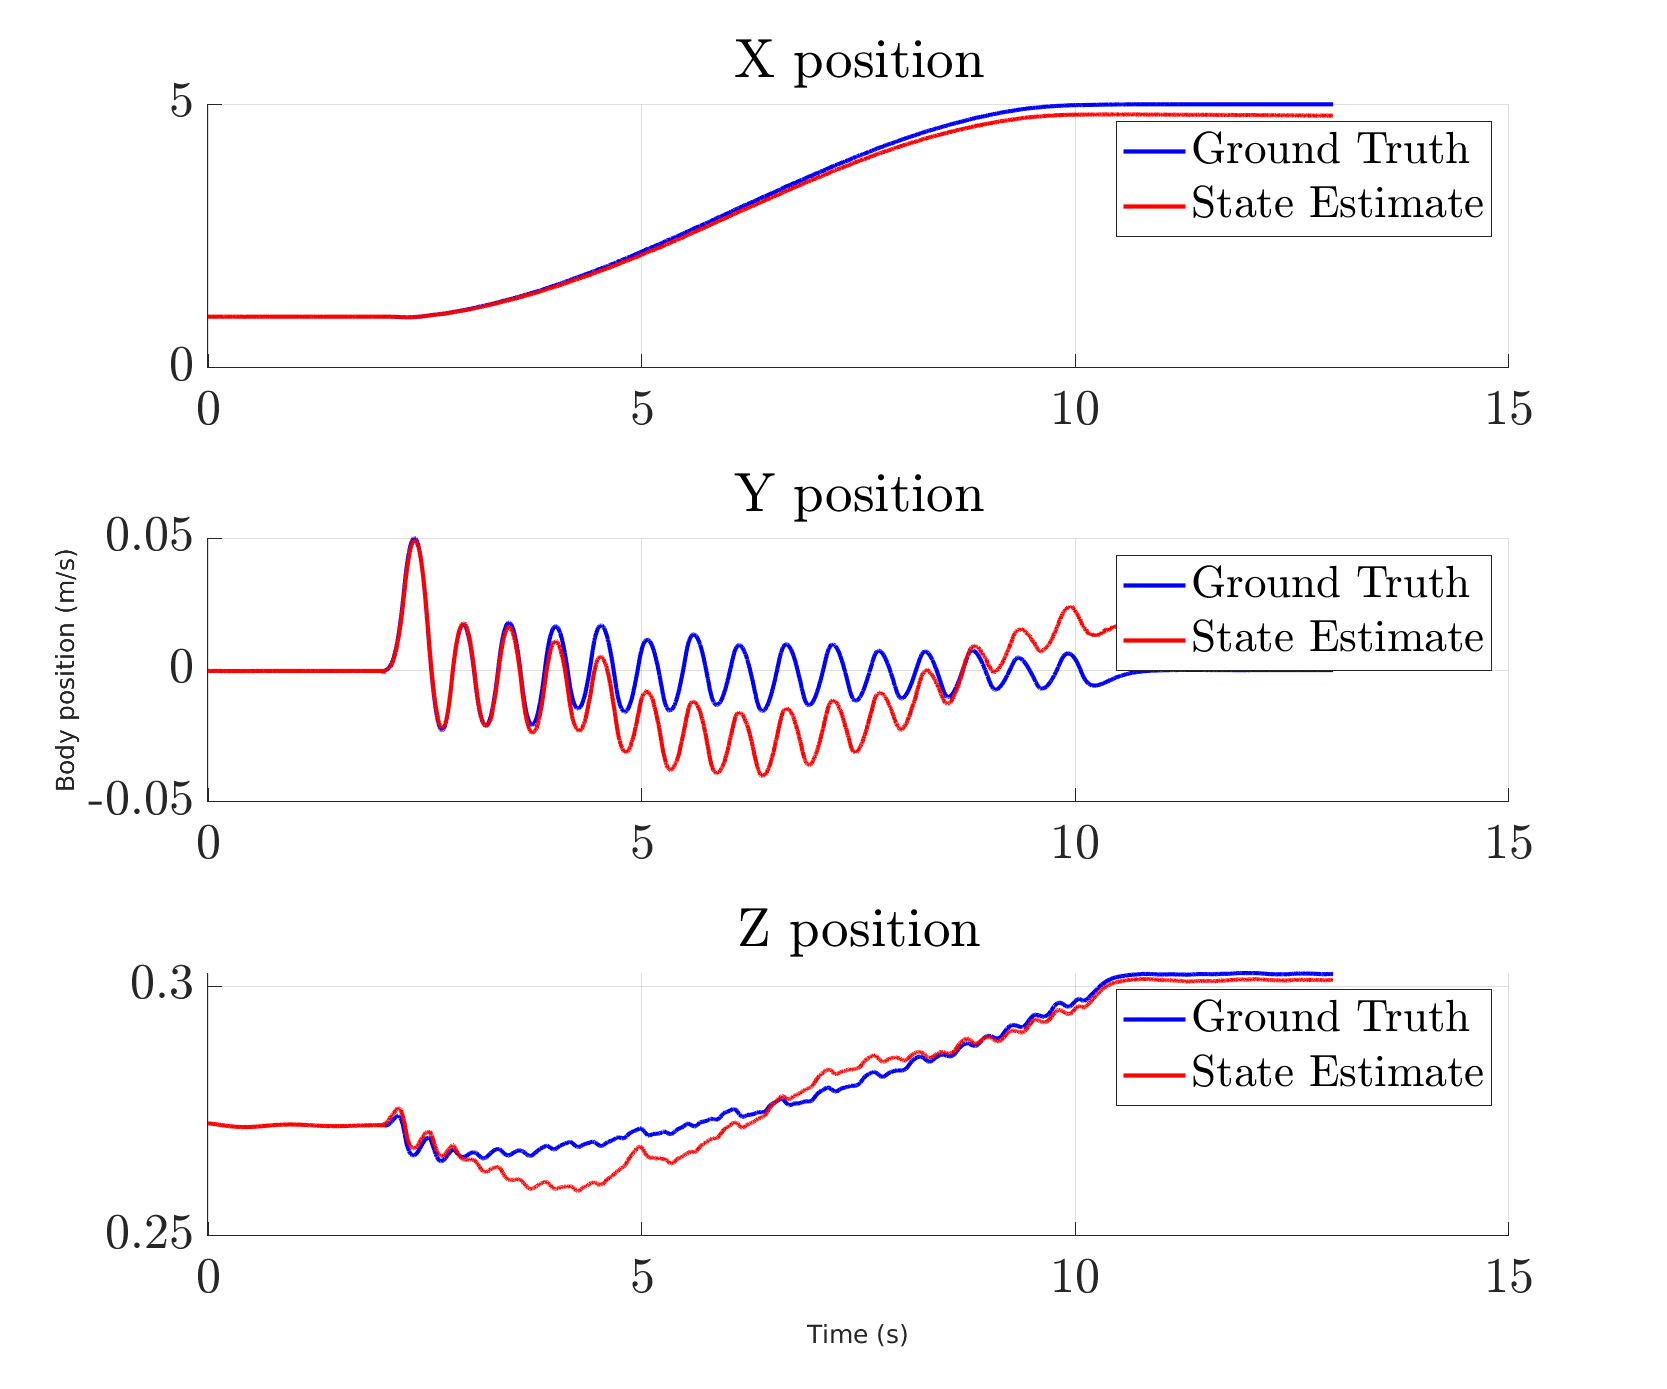 X position
5
0
0 5 10 15
Ground Truth
State Estimate
Y position
0.05
0
-0.05
0 5 10 15
Ground Truth
State Estimate
Body position (m/s)
Z position
0.3
0.25
0 5 10 15
Ground Truth
State Estimate
Time (s)